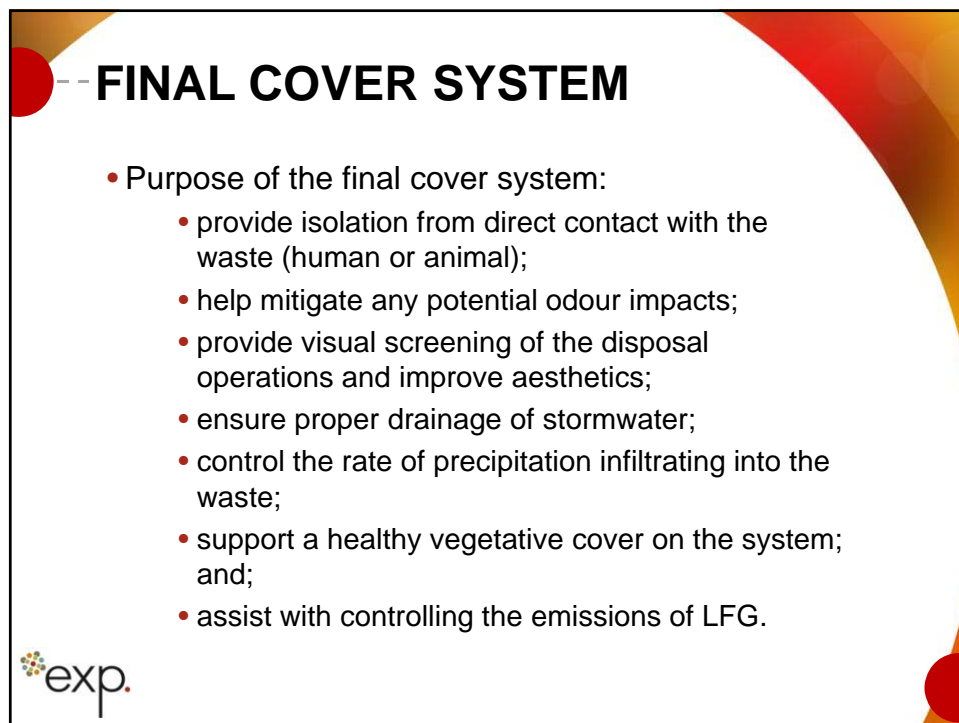 FINAL COVER SYSTEM
• Purpose of the final cover system:
• provide isolation from direct contact with the
waste (human or animal);
• help mitigate any potential odour impacts;
• provide visual screening of the disposal
operations and improve aesthetics;
• ensure proper drainage of stormwater;
• control the rate of precipitation infiltrating into the
waste;
• support a healthy vegetative cover on the system;
and;
• assist with controlling the emissions of LFG.
exp.